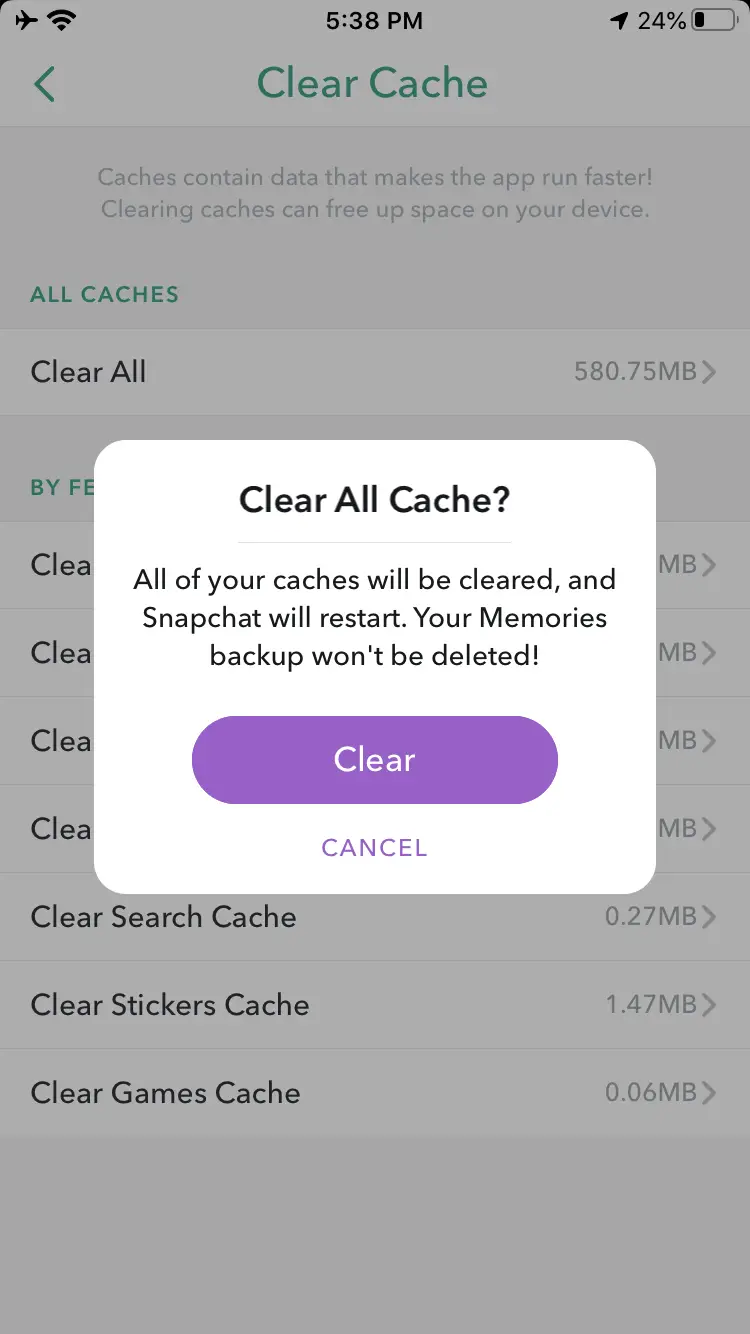 5:38 PM
24%
Clear Cache
Caches contain data that makes the app run faster!
Clearing caches can free up space on your device.
ALL CACHES
Clear All 580.75MB
BY FE
Clear All Cache?
Clea MB
All of your caches will be cleared, and
Snapchat will restart. Your Memories
backup won't be deleted!
Clea MB
Clea MB
Clear
Clea MB
CANCEL
Clear Search Cache 0.27MB
Clear Stickers Cache 1.47MB
Clear Games Cache 0.06MB